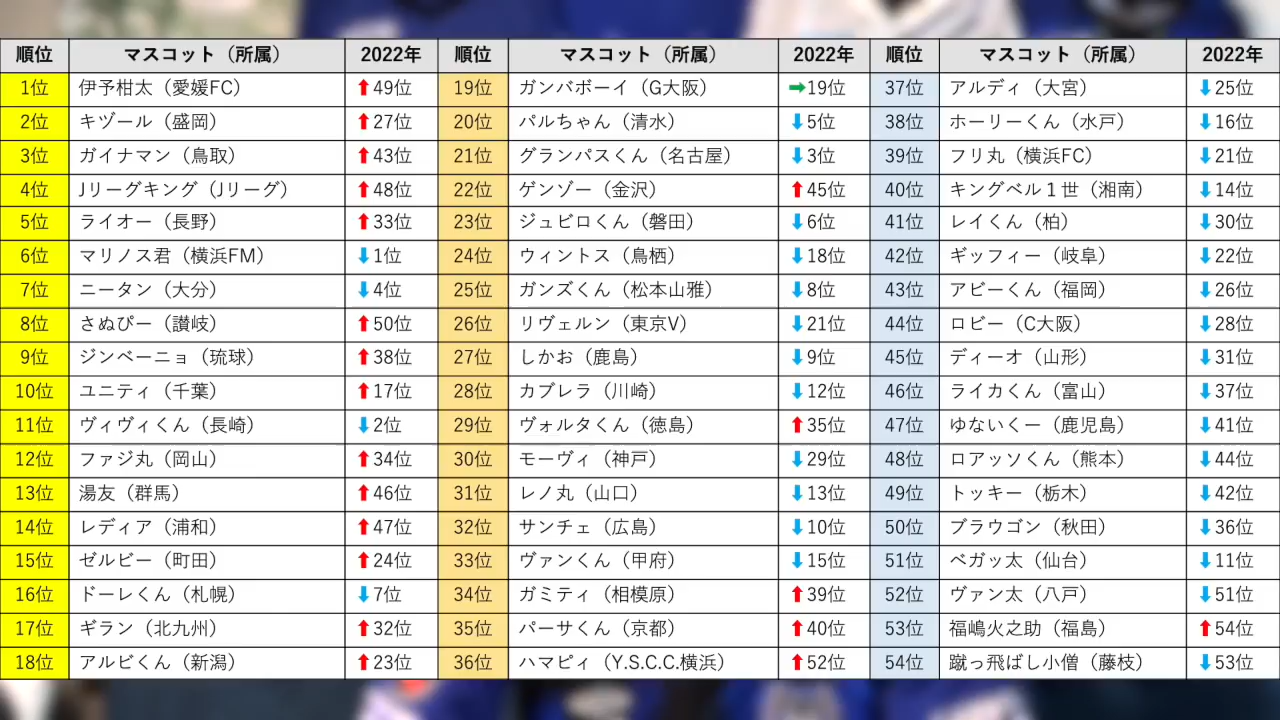 順位 マスコット（所属） 2022年 順位 マスコット（所属） 2022年 順位 マスコット（所属） 2022年
1位 伊予柑太（愛媛FC） ⬆49位 19位 ガンバボーイ（G大阪） ➡19位 37位 アルディ（大宮） ⬇25位
2位 キヅール（盛岡） ⬆27位 20位 パルちゃん（清水） ⬇5位 38位 ホーリーくん（水戸） ⬇16位
3位 ガイナマン（鳥取） ⬆43位 21位 グランパスくん（名古屋） ⬇3位 39位 フリ丸（横浜FC） ⬇21位
4位 Jリーグキング（Jリーグ） ⬆48位 22位 ゲンゾー（金沢） ⬆45位 40位 キングベル１世（湘南） ⬇14位
5位 ライオー（長野） ⬆33位 23位 ジュビロくん（磐田） ⬇6位 41位 レイくん（柏） ⬇30位
6位 マリノス君（横浜FM） ⬇1位 24位 ウィントス（鳥栖） ⬇18位 42位 ギッフィー（岐阜） ⬇22位
7位 ニータン（大分） ⬇4位 25位 ガンズくん（松本山雅） ⬇8位 43位 アビーくん（福岡） ⬇26位
8位 さぬぴー（讃岐） ⬆50位 26位 リヴェルン（東京V） ⬇21位 44位 ロビー（C大阪） ⬇28位
9位 ジンベーニョ（琉球） ⬆38位 27位 しかお（鹿島） ⬇9位 45位 ディーオ（山形） ⬇31位
10位 ユニティ（千葉） ⬆17位 28位 カブレラ（川崎） ⬇12位 46位 ライカくん（富山） ⬇37位
11位 ヴィヴィくん（長崎） ⬇2位 29位 ヴォルタくん（徳島） ⬆35位 47位 ゆないくー（鹿児島） ⬇41位
12位 ファジ丸（岡山） ⬆34位 30位 モーヴィ（神戸） ⬇29位 48位 ロアッソくん（熊本） ⬇44位
13位 湯友（群馬） ⬆46位 31位 レノ丸（山口） ⬇13位 49位 トッキー（栃木） ⬇42位
14位 レディア（浦和） ⬆47位 32位 サンチェ（広島） ⬇10位 50位 ブラウゴン（秋田） ⬇36位
15位 ゼルビー（町田） ⬆24位 33位 ヴァンくん（甲府） ⬇15位 51位 ベガッ太（仙台） ⬇11位
16位 ドーレくん（札幌） ⬇7位 34位 ガミティ（相模原） ⬆39位 52位 ヴァン太（八戸） ⬇51位
17位 ギラン（北九州） ⬆32位 35位 パーサくん（京都） ⬆40位 53位 福嶋火之助（福島） ⬆54位
18位 アルビくん（新潟） ⬆23位 36位 ハマピィ（Y.S.C.C.横浜） ⬆52位 54位 蹴っ飛ばし小僧（藤枝） ⬇53位